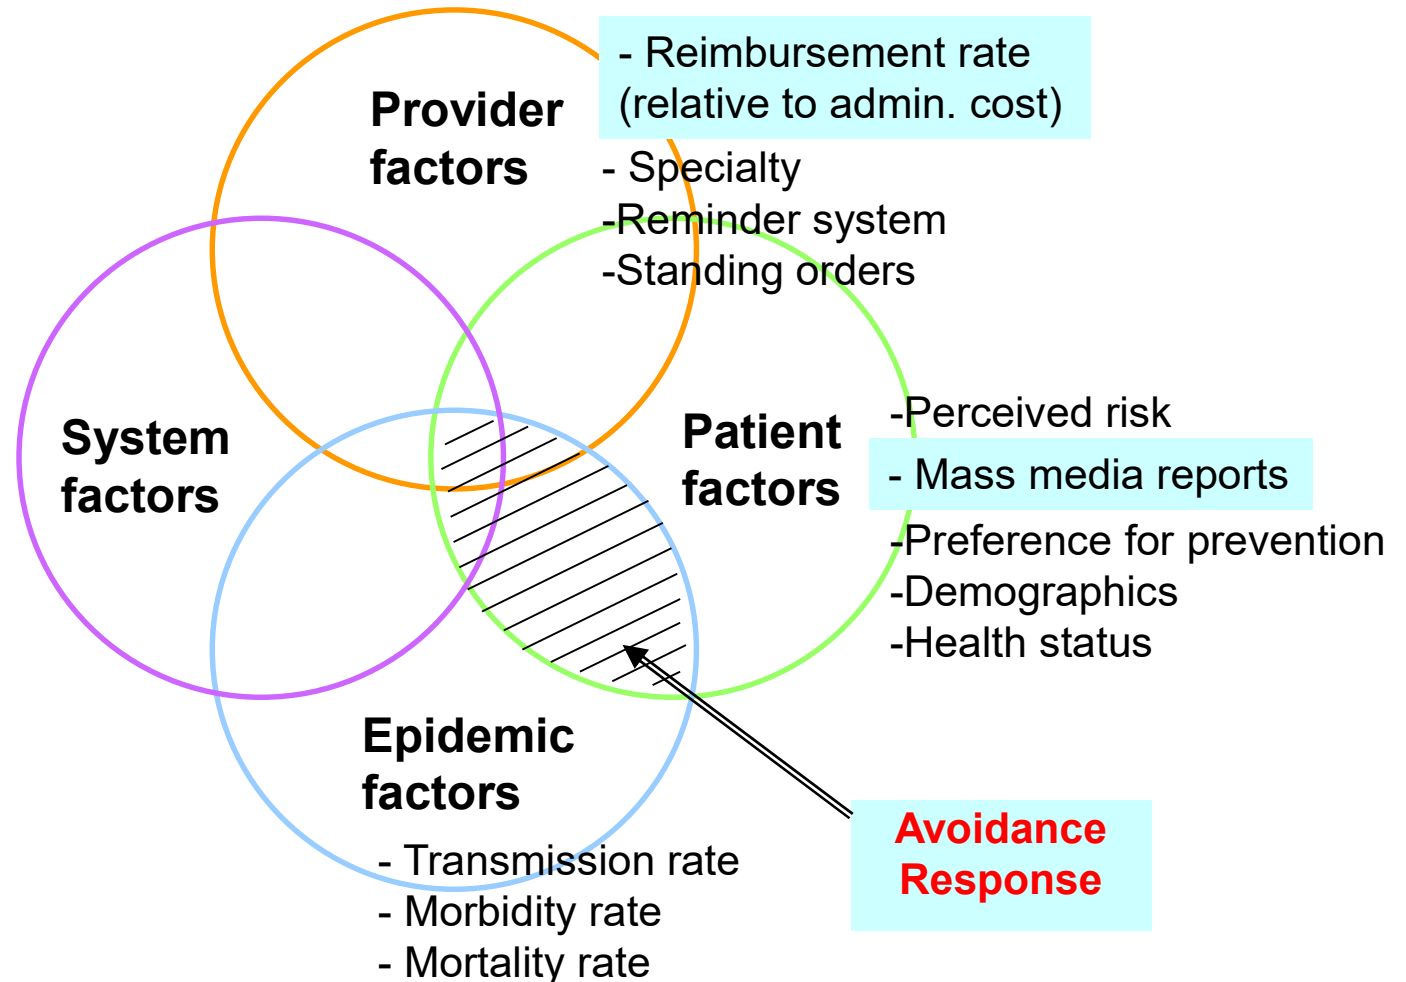 Provider
factors
- Reimbursement rate
(relative to admin. cost)
- Specialty
-Reminder system
-Standing orders
System
factors
Patient
factors
-Perceived risk
- Mass media reports
-Preference for prevention
-Demographics
-Health status
Epidemic
factors
- Transmission rate
- Morbidity rate
- Mortality rate
Avoidance
Response